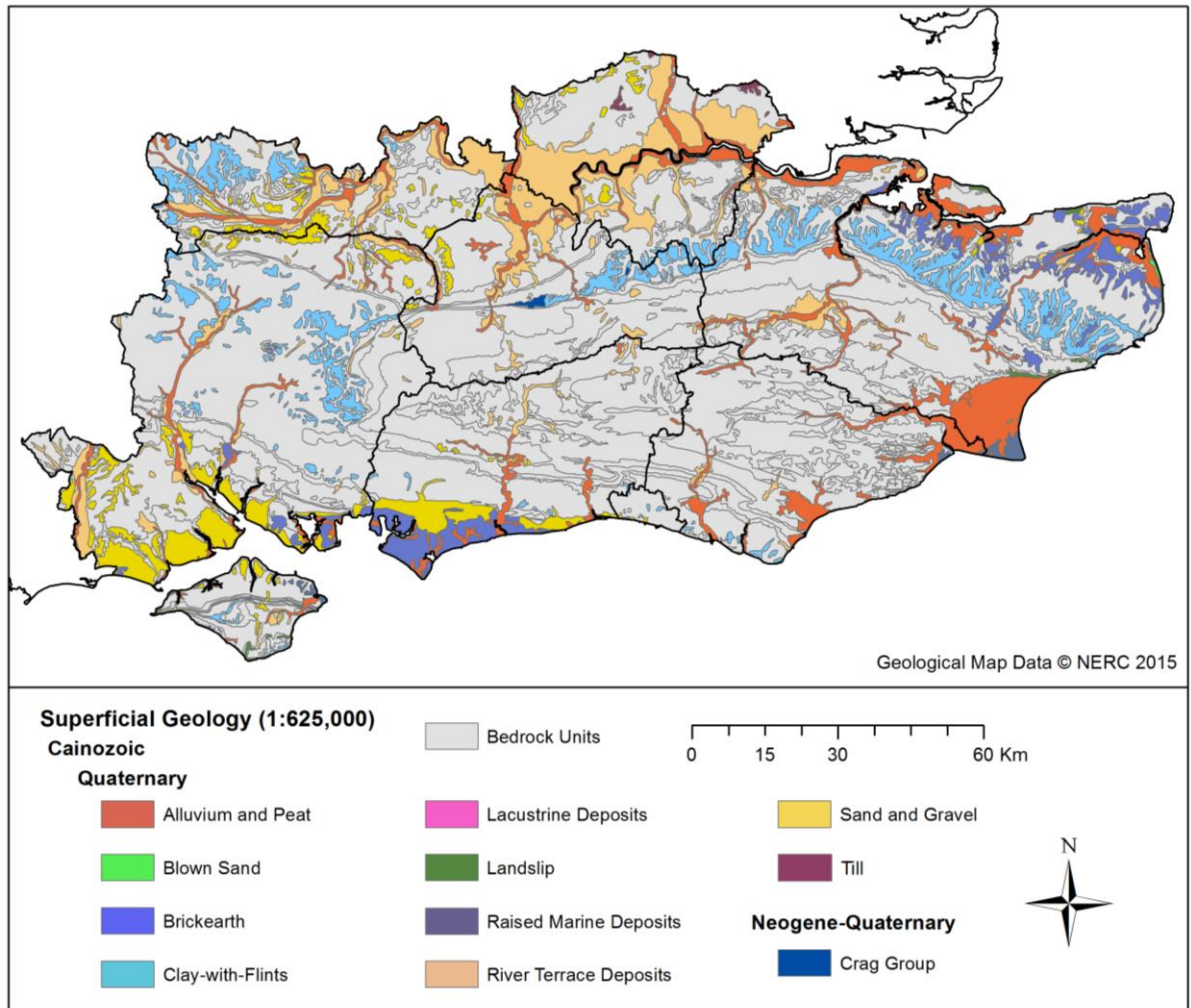 Geological Map Data © NERC 2015
Superficial Geology (1:625,000)
Cainozoic
Quaternary
Alluvium and Peat
Blown Sand
Brickearth
Clay-with-Flints
Bedrock Units
Lacustrine Deposits
Landslip
Raised Marine Deposits
River Terrace Deposits
0 15 30 60 Km
Sand and Gravel
Till
Neogene-Quaternary
Crag Group
N